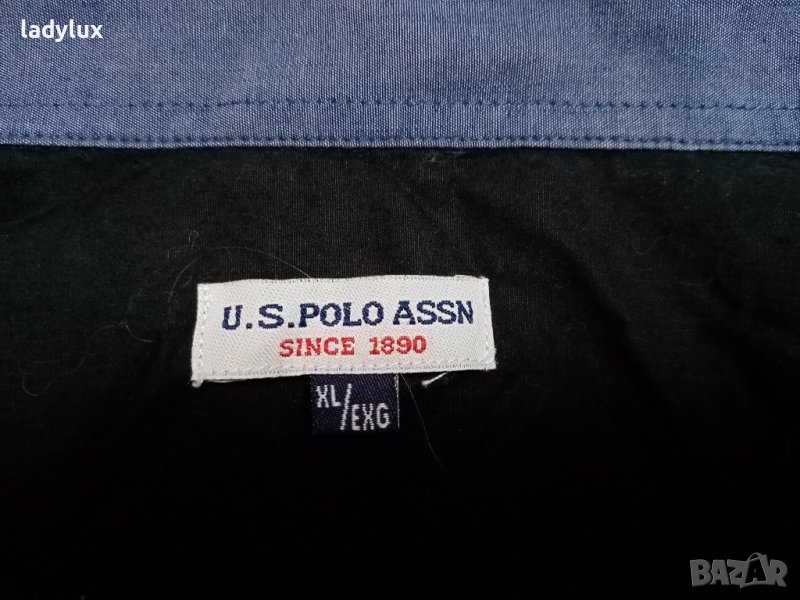 ladylux
U.S.POLO ASSN
SINCE 1890
XL/EXG
BAZAR